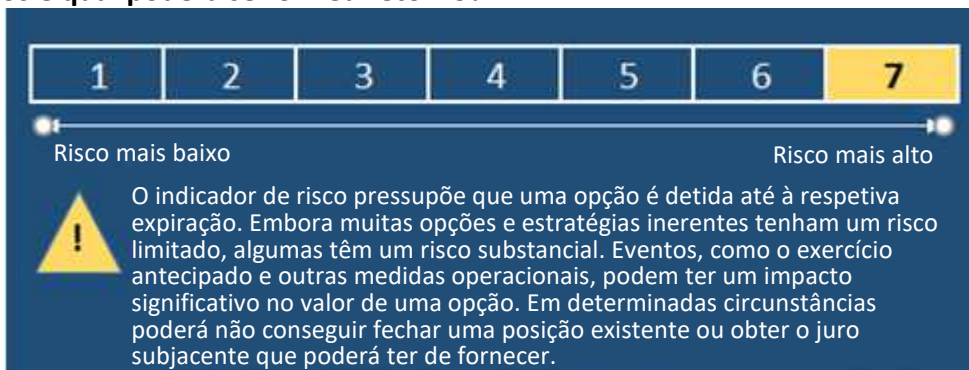 1 2 3 4 5 6 7
Risco mais baixo Risco mais alto
O indicador de risco pressupõe que uma opção é detida até à respetiva
expiração. Embora muitas opções e estratégias inerentes tenham um risco
limitado, algumas têm um risco substancial. Eventos, como o exercício
antecipado e outras medidas operacionais, podem ter um impacto
significativo no valor de uma opção. Em determinadas circunstâncias
poderá não conseguir fechar uma posição existente ou obter o juro
subjacente que poderá ter de fornecer.